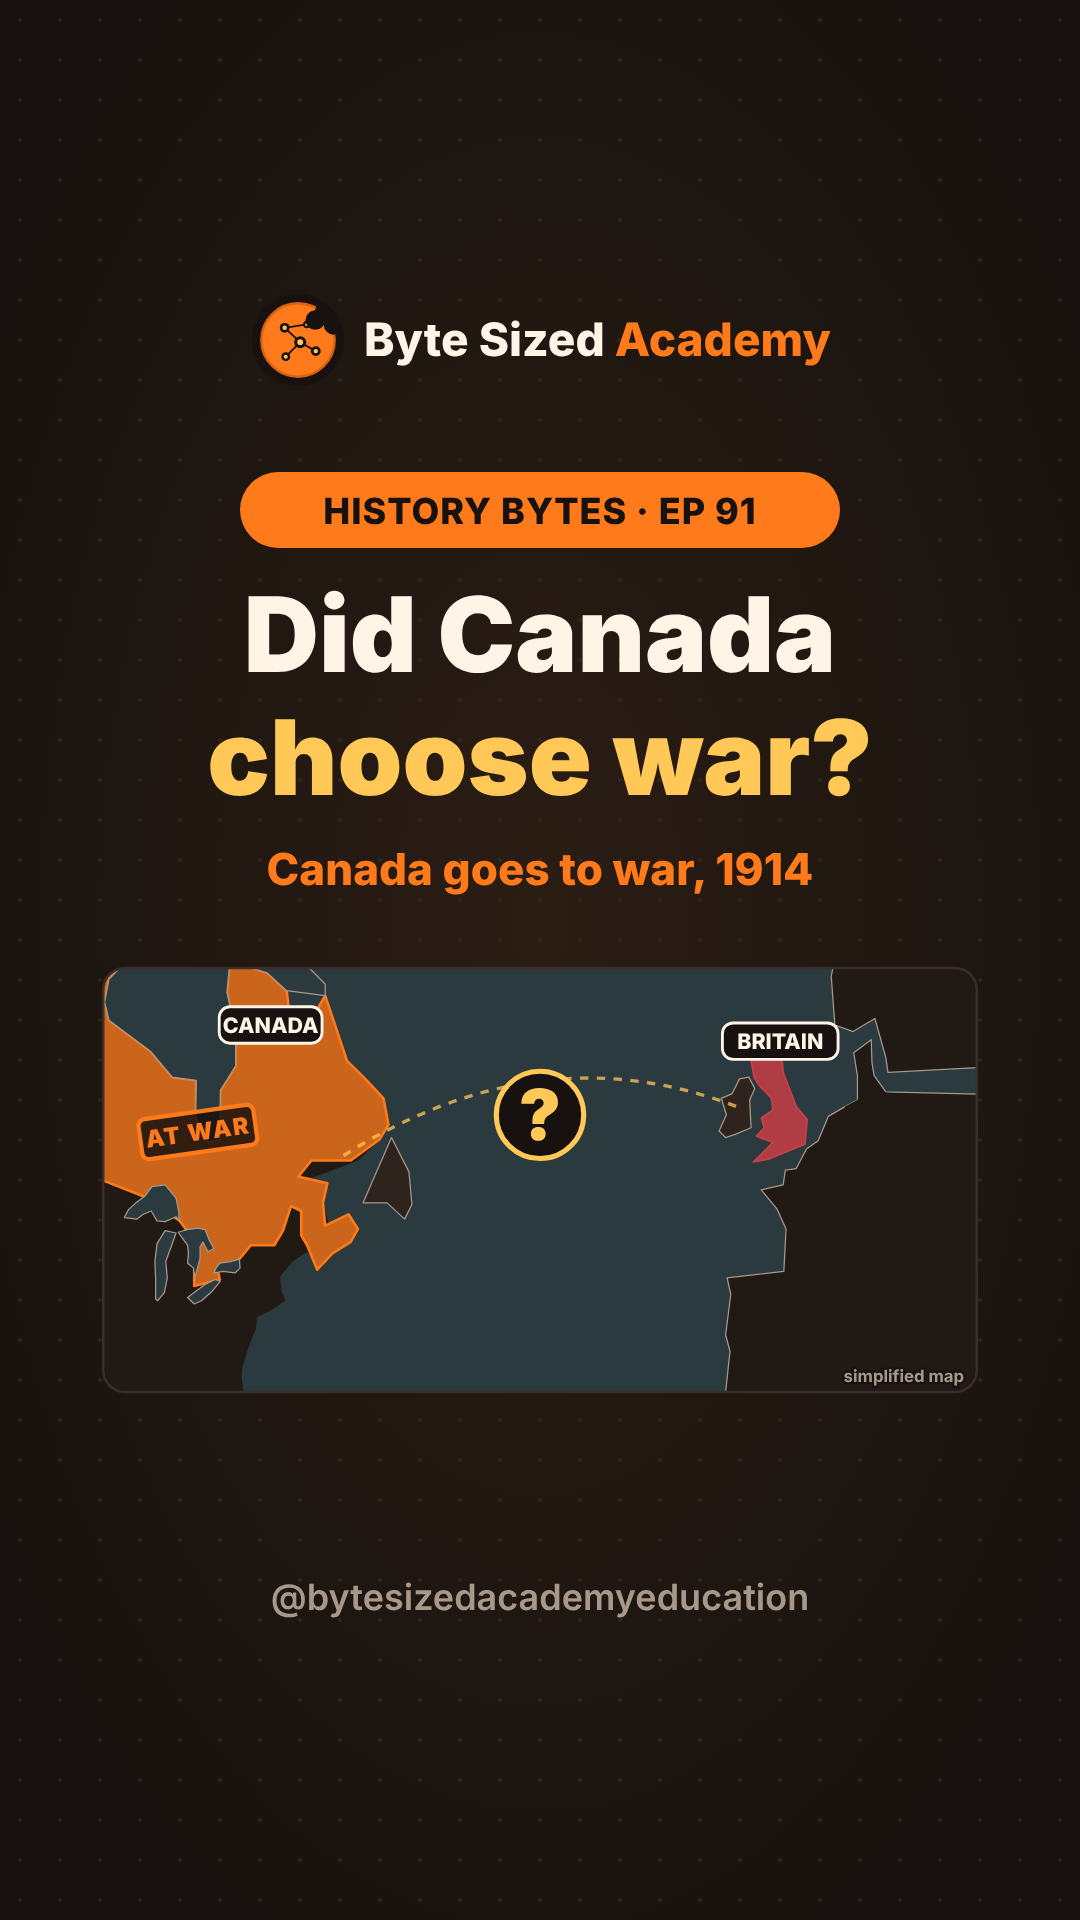 Byte Sized Academy
HISTORY BYTES · EP 91
Did Canada
choose war?
Canada goes to war, 1914
CANADA
BRITAIN
?
AT WAR
simplified map
@bytesizedacademyeducation